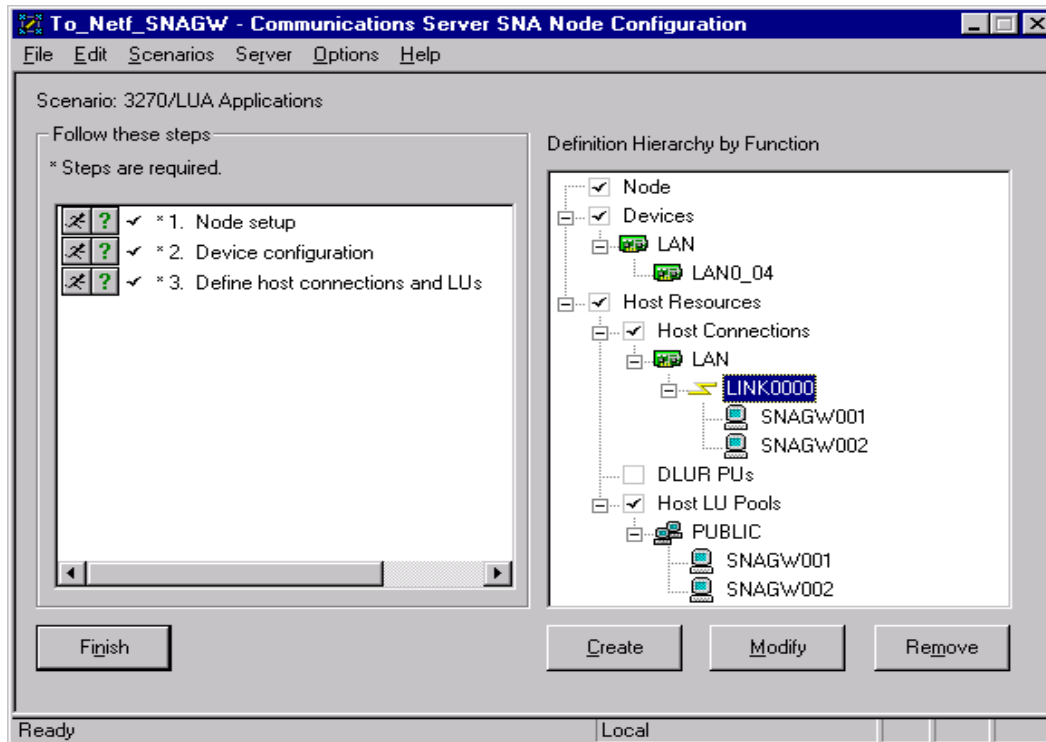 To_Netf_SNAGW - Communications Server SNA Node Configuration
File Edit Scenarios Server Options Help
Scenario: 3270/LUA Applications
Follow these steps
* Steps are required.
? * 1. Node setup
? * 2. Device configuration
? * 3. Define host connections and LUs
Finish
Definition Hierarchy by Function
Node
Devices
LAN
LAN0_04
Host Resources
Host Connections
LAN
LINK0000
SNAGW001
SNAGW002
DLUR PUs
Host LU Pools
PUBLIC
SNAGW001
SNAGW002
Create Modify Remove
Ready Local